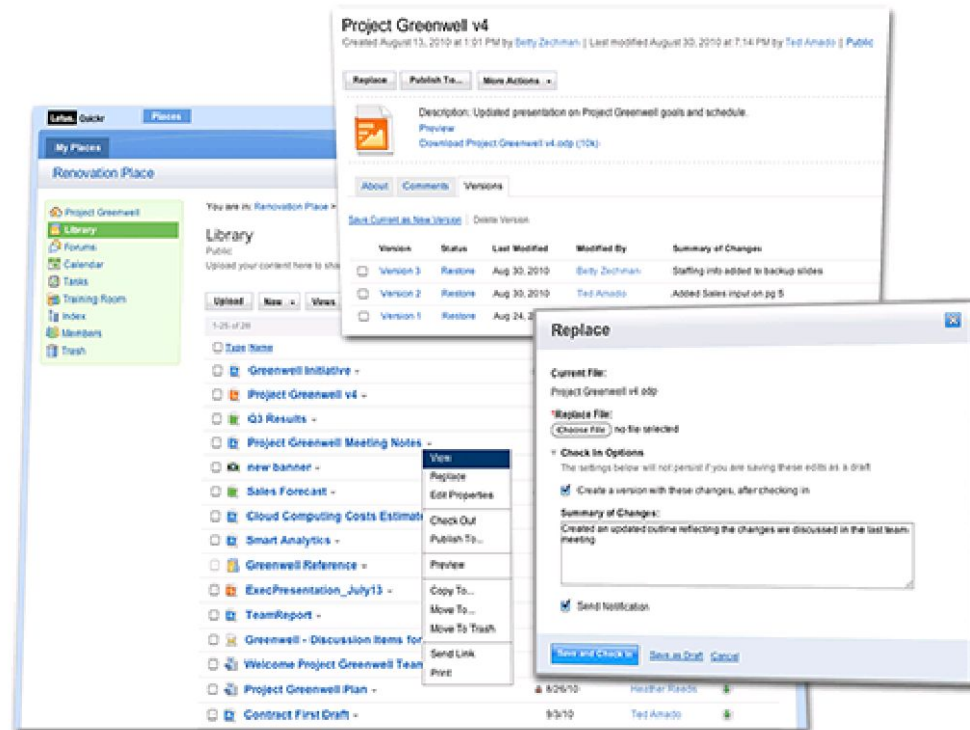 Project Greenwell v4
Created August 13, 2010 at 1:01 PM by Betty Zechman | Last modified August 30, 2010 at 7:14 PM by Ted Amado | Public
Replace Publish To... More Actions
Description: Updated presentation on Project Greenwell goals and schedule.
Preview
Download Project Greenwell v4.odp (10k)
About Comments Versions
Save Current as New Version | Delete Version
Version Status Last Modified Modified By Summary of Changes
Version 3 Restore Aug 30, 2010 Betty Zechman Staffing info added to backup slides
Version 2 Restore Aug 30, 2010 Ted Amado Added Sales input on pg 5
Version 1 Restore Aug 24, 2
Lotus Quickr Places
My Places
Renovation Place
Project Greenwell
Library
Forums
Calendar
Tasks
Training Room
Index
Members
Trash
You are in: Renovation Place >
Library
Public
Upload your content here to sha
Upload New Views
1-25 of 26
Type Name
Greenwell Initiative
Project Greenwell v4
Q3 Results
Project Greenwell Meeting Notes
new banner
Sales Forecast
Cloud Computing Costs Estimat
Smart Analytics
Greenwell Reference
ExecPresentation_July13
TeamReport
Greenwell - Discussion Items for
Welcome Project Greenwell Team
Project Greenwell Plan 8/26/10 Heather Reeds
Contract First Draft 9/3/10 Ted Amado
View
Replace
Edit Properties
Check Out
Publish To...
Preview
Copy To...
Move To...
Move To Trash
Send Link
Print
Replace
Current File:
Project Greenwell v4.odp
*Replace File:
Choose File no file selected
Check In Options
The settings below will not persist if you are saving these edits as a draft
Create a version with these changes, after checking in
Summary of Changes:
Created an updated outline reflecting the changes we discussed in the last team
meeting
Send Notification
Save and Check In Save as Draft Cancel